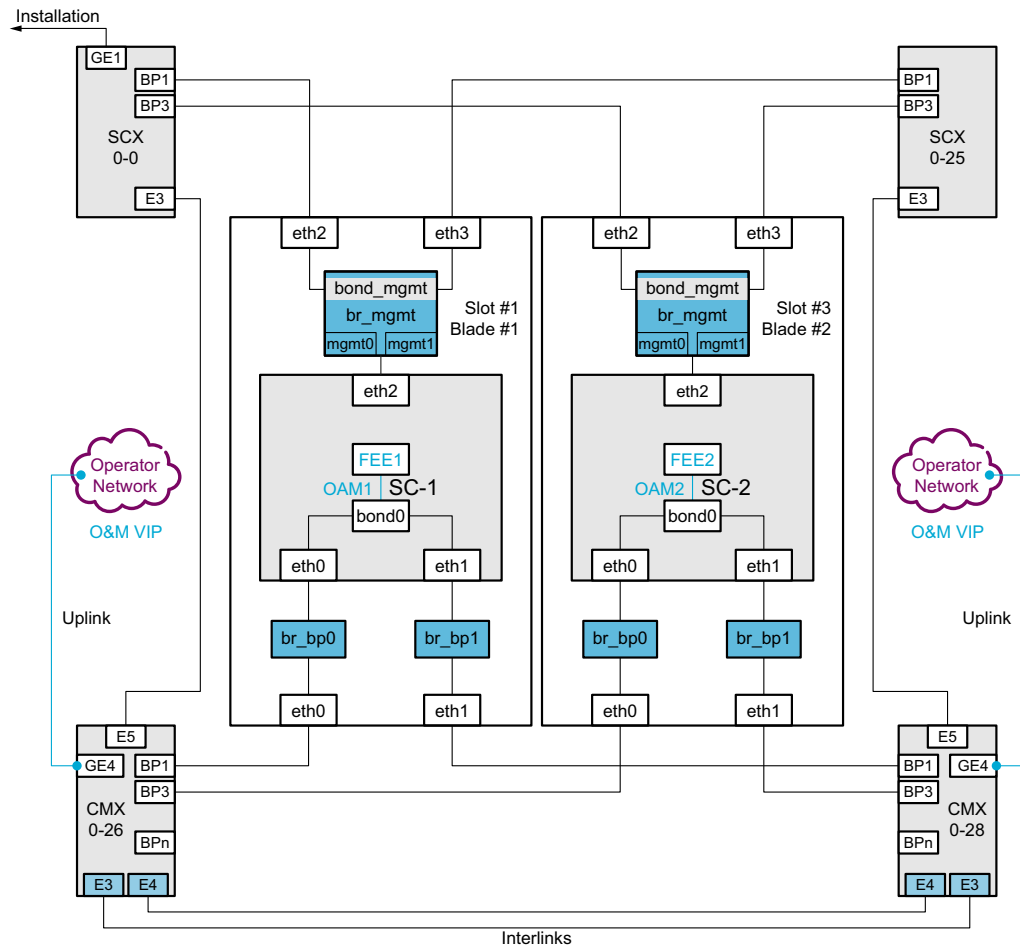 Installation
GE1
BP1
BP3
SCX
0-0
E3
BP1
BP3
SCX
0-25
E3
eth2
eth3
bond_mgmt
br_mgmt
mgmt0
mgmt1
Slot #1
Blade #1
eth2
FEE1
OAM1
SC-1
bond0
eth0
eth1
br_bp0
br_bp1
eth0
eth1
eth2
eth3
bond_mgmt
br_mgmt
mgmt0
mgmt1
Slot #3
Blade #2
eth2
FEE2
OAM2
SC-2
bond0
eth0
eth1
br_bp0
br_bp1
eth0
eth1
Operator
Network
O&M VIP
Uplink
Operator
Network
O&M VIP
Uplink
E5
GE4
BP1
BP3
CMX
0-26
BPn
E3
E4
E5
BP1
GE4
BP3
CMX
0-28
BPn
E4
E3
Interlinks